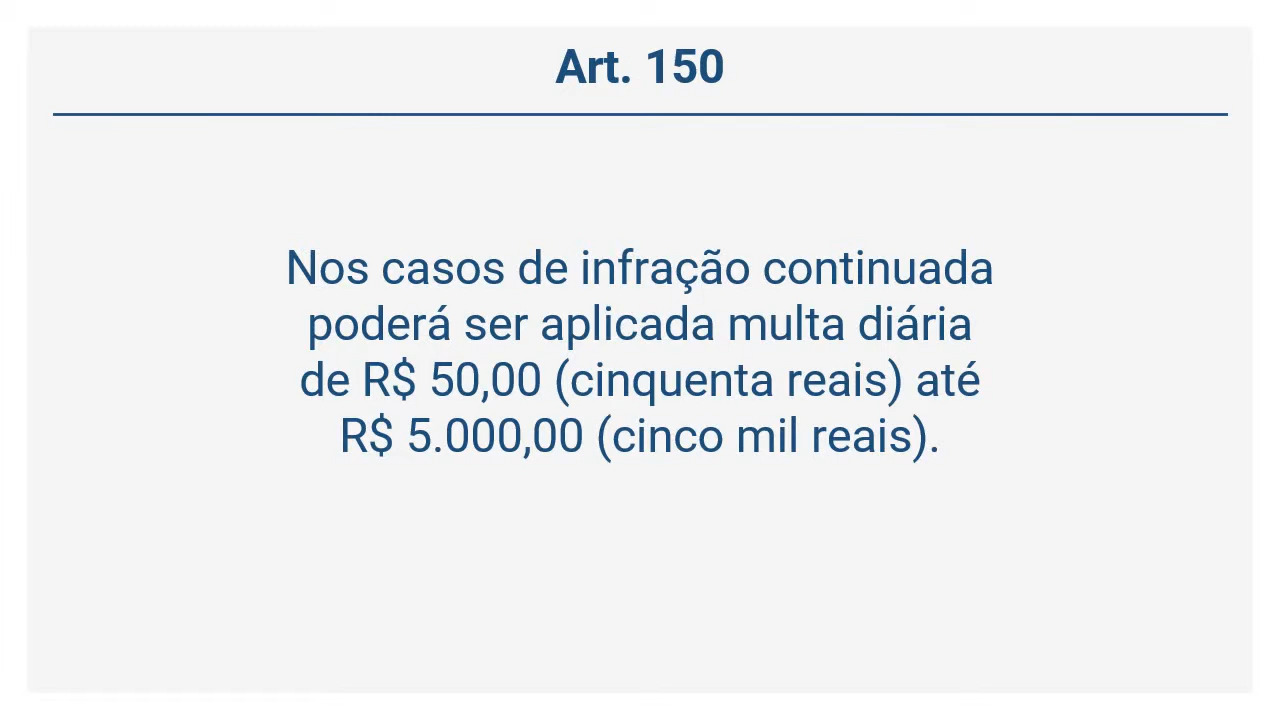 Art. 150
Nos casos de infração continuada
poderá ser aplicada multa diária
de R$ 50,00 (cinquenta reais) até
R$ 5.000,00 (cinco mil reais).